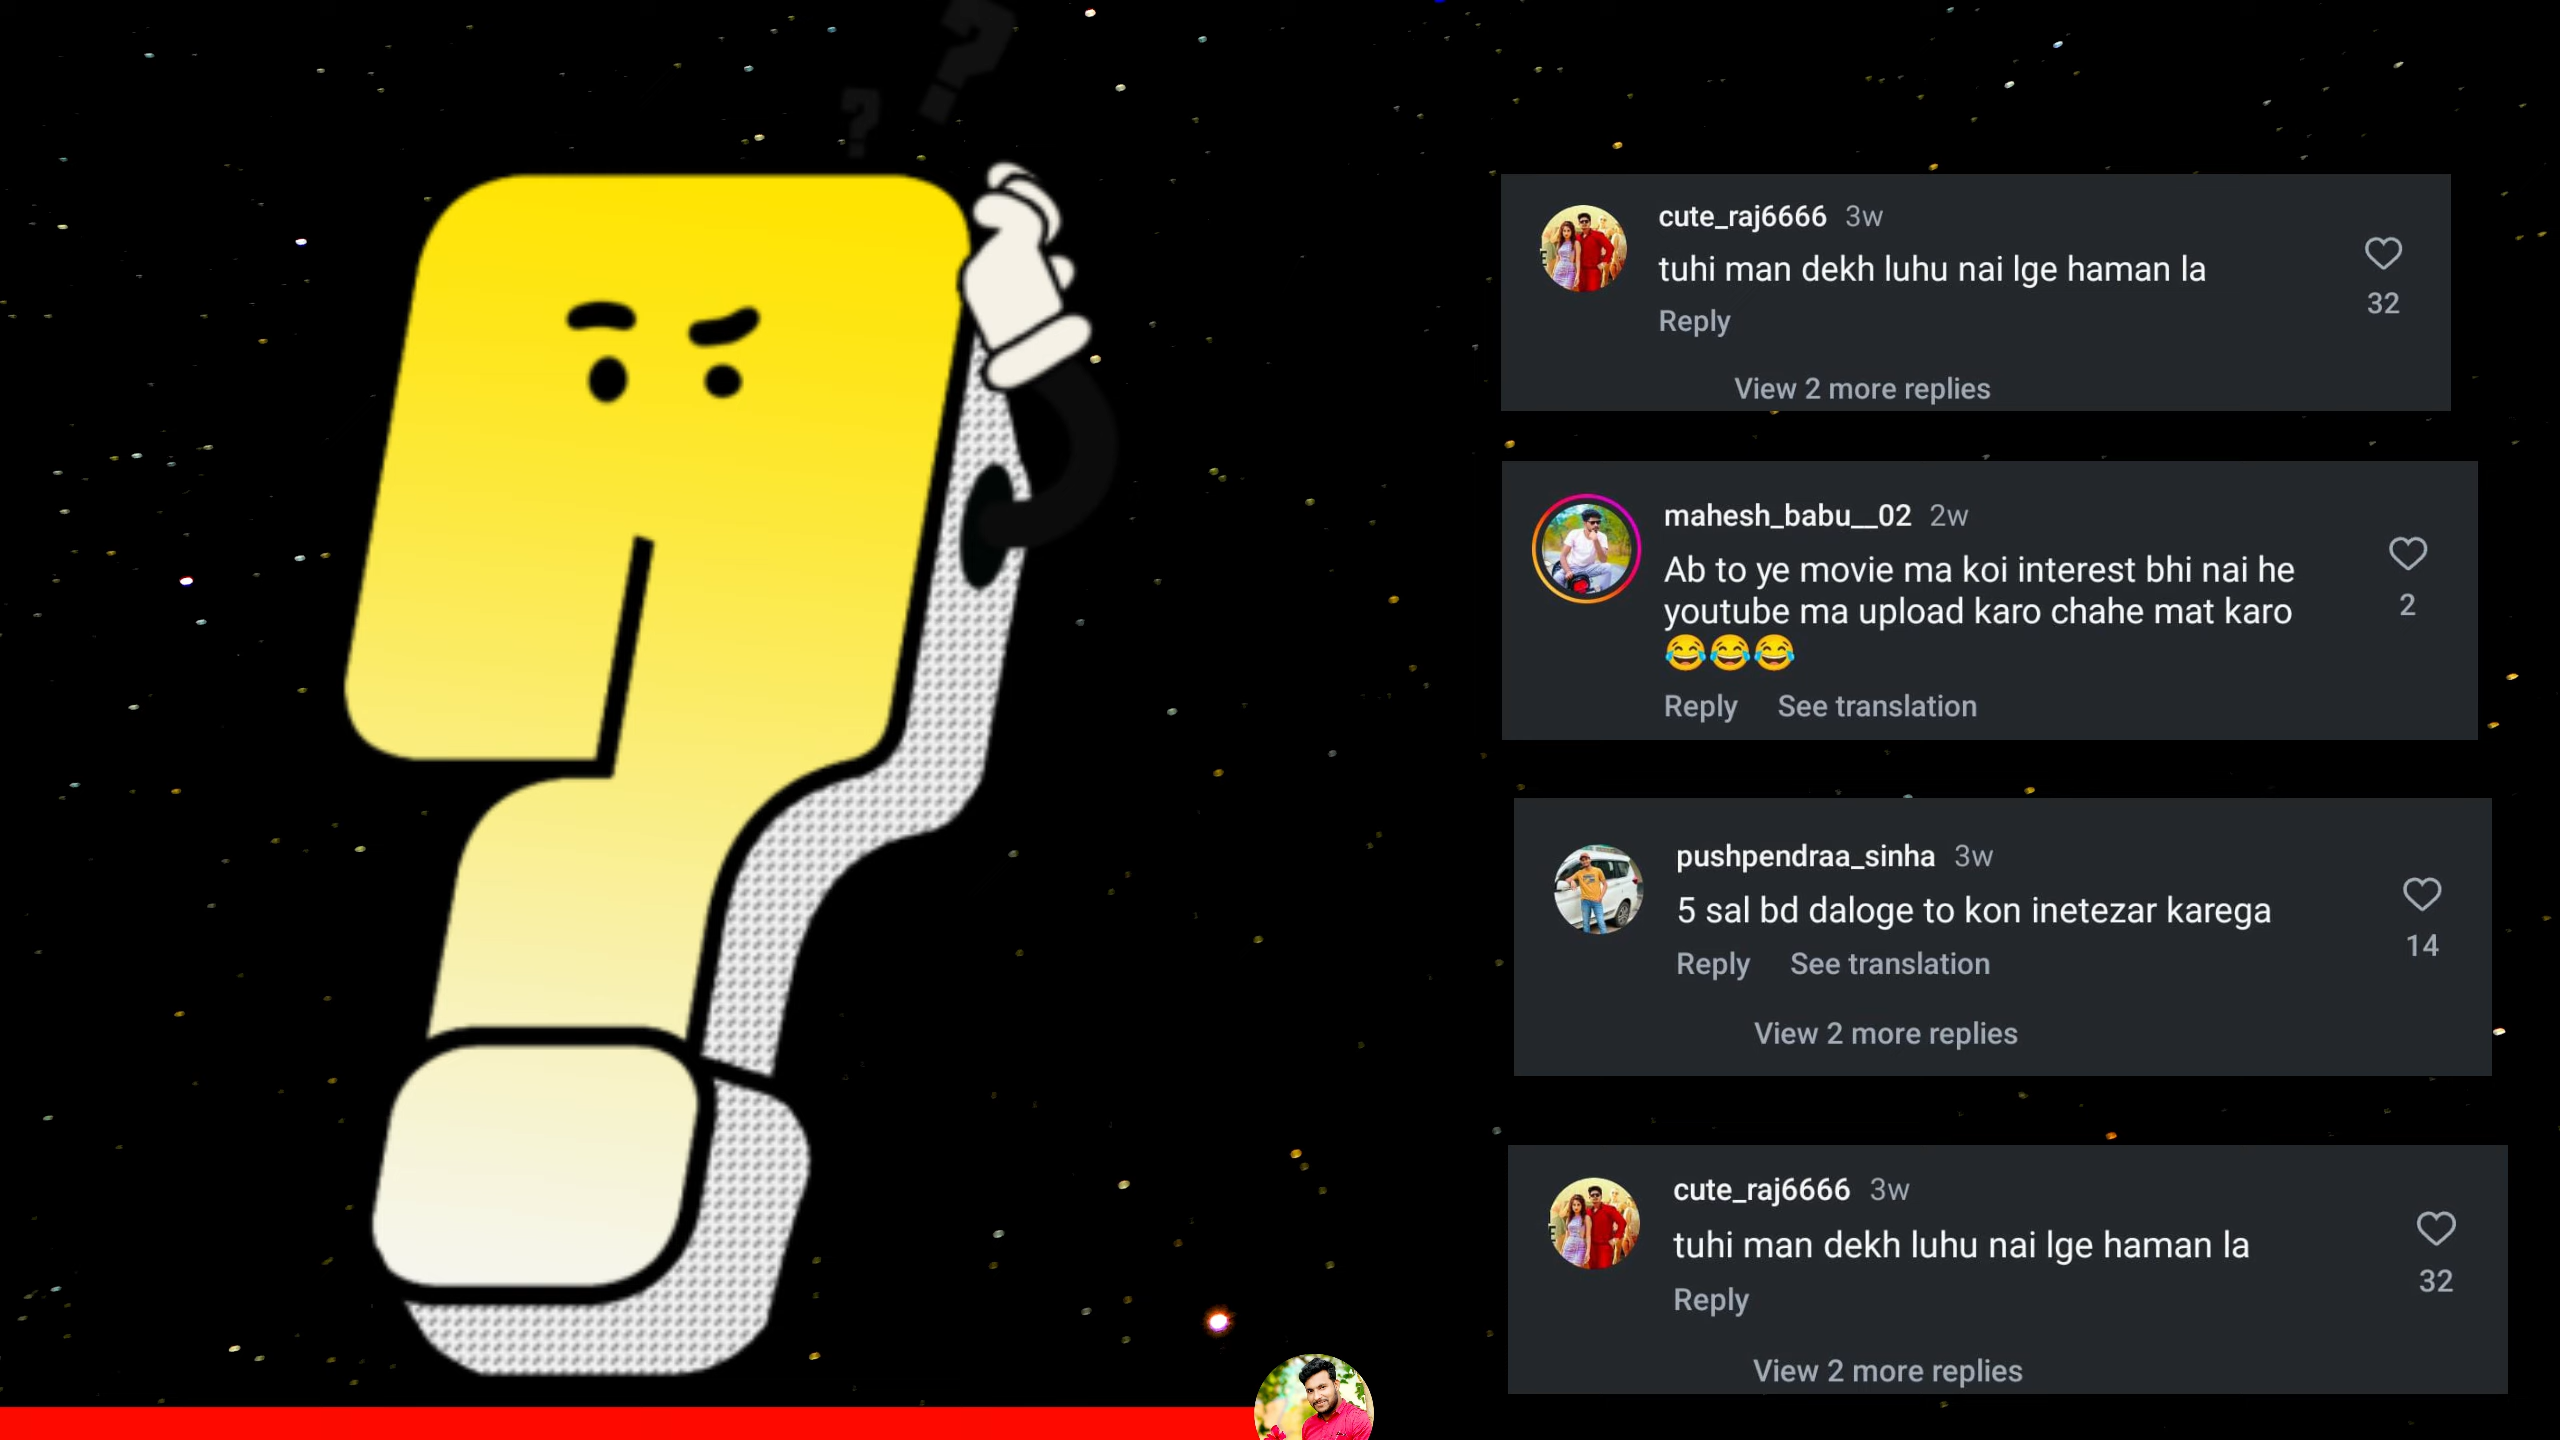 ? ?
cute_raj6666 3w
tuhi man dekh luhu nai lge haman la
32
Reply
View 2 more replies
mahesh_babu__02 2w
Ab to ye movie ma koi interest bhi nai he
2
youtube ma upload karo chahe mat karo
😂😂😂
Reply See translation
pushpendraa_sinha 3w
5 sal bd daloge to kon inetezar karega
14
Reply See translation
View 2 more replies
cute_raj6666 3w
tuhi man dekh luhu nai lge haman la
32
Reply
View 2 more replies